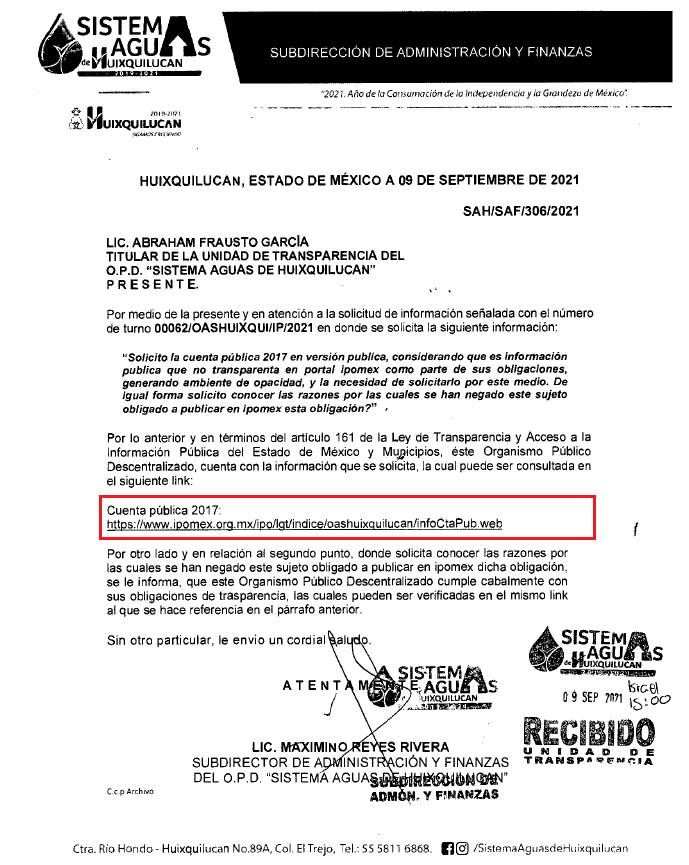 SISTEMA
AGUAS
de HUIXQUILUCAN
2019-2021
SUBDIRECCIÓN DE ADMINISTRACIÓN Y FINANZAS
"2021. Año de la Consumación de la Independencia y la Grandeza de México".
2019-2021
HUIXQUILUCAN
SIGAMOS CRECIENDO
HUIXQUILUCAN, ESTADO DE MÉXICO A 09 DE SEPTIEMBRE DE 2021
SAH/SAF/306/2021
LIC. ABRAHAM FRAUSTO GARCÍA
TITULAR DE LA UNIDAD DE TRANSPARENCIA DEL
O.P.D. "SISTEMA AGUAS DE HUIXQUILUCAN"
P R E S E N T E.
Por medio de la presente y en atención a la solicitud de información señalada con el número
de turno 00062/OASHUIXQUI/IP/2021 en donde se solicita la siguiente información:
"Solicito la cuenta pública 2017 en versión publica, considerando que es información
publica que no transparenta en portal ipomex como parte de sus obligaciones,
generando ambiente de opacidad, y la necesidad de solicitarlo por este medio. De
igual forma solicito conocer las razones por las cuales se han negado este sujeto
obligado a publicar en ipomex esta obligación?"
Por lo anterior y en términos del artículo 161 de la Ley de Transparencia y Acceso a la
Información Pública del Estado de México y Municipios, éste Organismo Público
Descentralizado, cuenta con la información que se solicita, la cual puede ser consultada en
el siguiente link:
Cuenta pública 2017:
https://www.ipomex.org.mx/ipo/lgt/indice/oashuixquilucan/infoCtaPub.web
Por otro lado y en relación al segundo punto, donde solicita conocer las razones por
las cuales se han negado este sujeto obligado a publicar en ipomex dicha obligación,
se le informa, que este Organismo Público Descentralizado cumple cabalmente con
sus obligaciones de trasparencia, las cuales pueden ser verificadas en el mismo link
al que se hace referencia en el párrafo anterior.
Sin otro particular, le envio un cordial saludo.
A T E N T A M E N T E
SISTEMA
AGUAS
de HUIXQUILUCAN
SISTEMA
AGUAS
de HUIXQUILUCAN
09 SEP 2021
15:00
RECIBIDO
UNIDAD DE
TRANSPARENCIA
LIC. MAXIMINO REYES RIVERA
SUBDIRECTOR DE ADMINISTRACIÓN Y FINANZAS
DEL O.P.D. "SISTEMA AGUAS DE HUIXQUILUCAN"
SUBDIRECCIÓN DE
ADMÓN. Y FINANZAS
C.c.p Archivo
Ctra. Río Hondo - Huixquilucan No.89A, Col. El Trejo, Tel.: 55 5811 6868. /SistemaAguasdeHuixquilucan